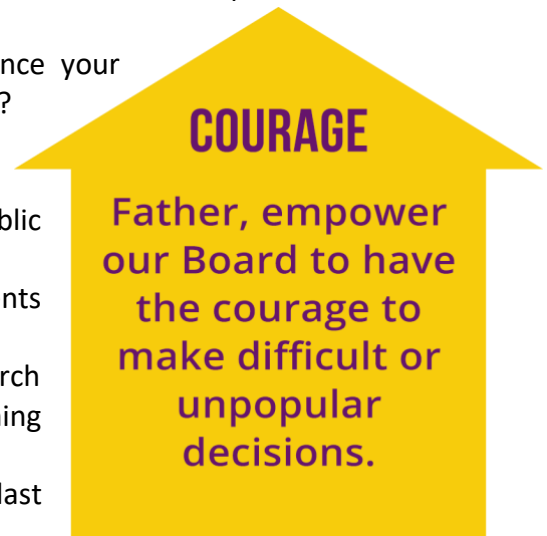 nce your
?
COURAGE
Father, empower
our Board to have
the courage to
make difficult or
unpopular
decisions.
blic
nts
rch
ing
last